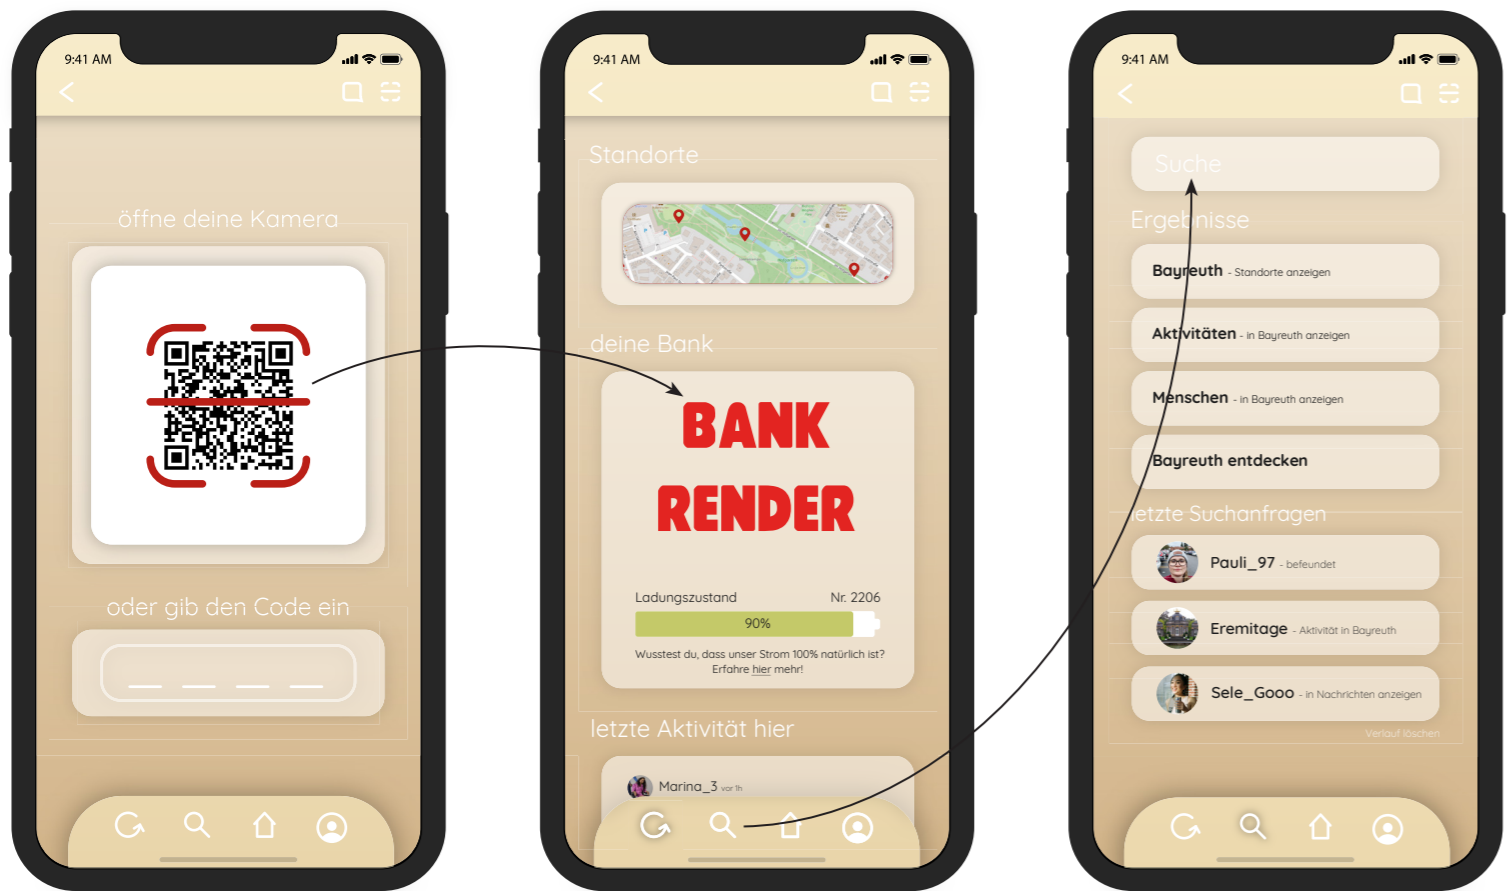 9:41 AM
öffne deine Kamera
oder gib den Code ein
9:41 AM
Standorte
deine Bank
BANK
RENDER
Ladungszustand Nr. 2206
90%
Wusstest du, dass unser Strom 100% natürlich ist?
Erfahre hier mehr!
letzte Aktivität hier
Marina_3 vor 1h
9:41 AM
Suche
Ergebnisse
Bayreuth - Standorte anzeigen
Aktivitäten - in Bayreuth anzeigen
Menschen - in Bayreuth anzeigen
Bayreuth entdecken
letzte Suchanfragen
Pauli_97 - befeundet
Eremitage - Aktivität in Bayreuth
Sele_Gooo - in Nachrichten anzeigen
Verlauf löschen